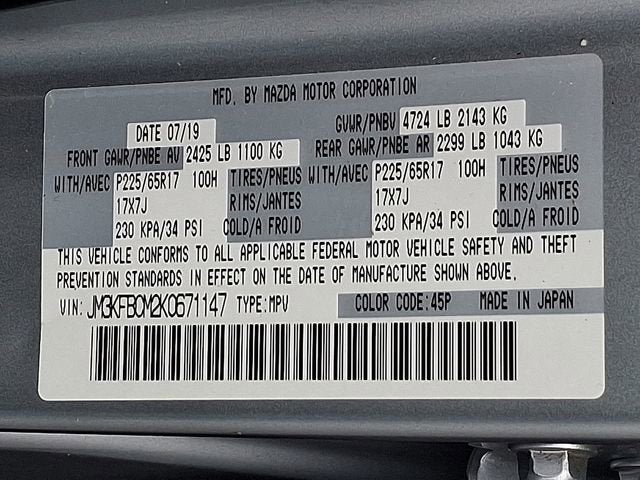 MFD. BY MAZDA MOTOR CORPORATION
DATE 07/19 GVWR/PNBV 4724 LB 2143 KG
FRONT GAWR/PNBE AV 2425 LB 1100 KG REAR GAWR/PNBE AR 2299 LB 1043 KG
WITH/AVEC P225/65R17 100H TIRES/PNEUS WITH/AVEC P225/65R17 100H TIRES/PNEUS
17X7J RIMS/JANTES 17X7J RIMS/JANTES
230 KPA/34 PSI COLD/A FROID 230 KPA/34 PSI COLD/A FROID
THIS VEHICLE CONFORMS TO ALL APPLICABLE FEDERAL MOTOR VEHICLE SAFETY AND THEFT
PREVENTION STANDARDS IN EFFECT ON THE DATE OF MANUFACTURE SHOWN ABOVE.
VIN: JM3KFBCM2K0671147 TYPE:MPV COLOR CODE:45P MADE IN JAPAN